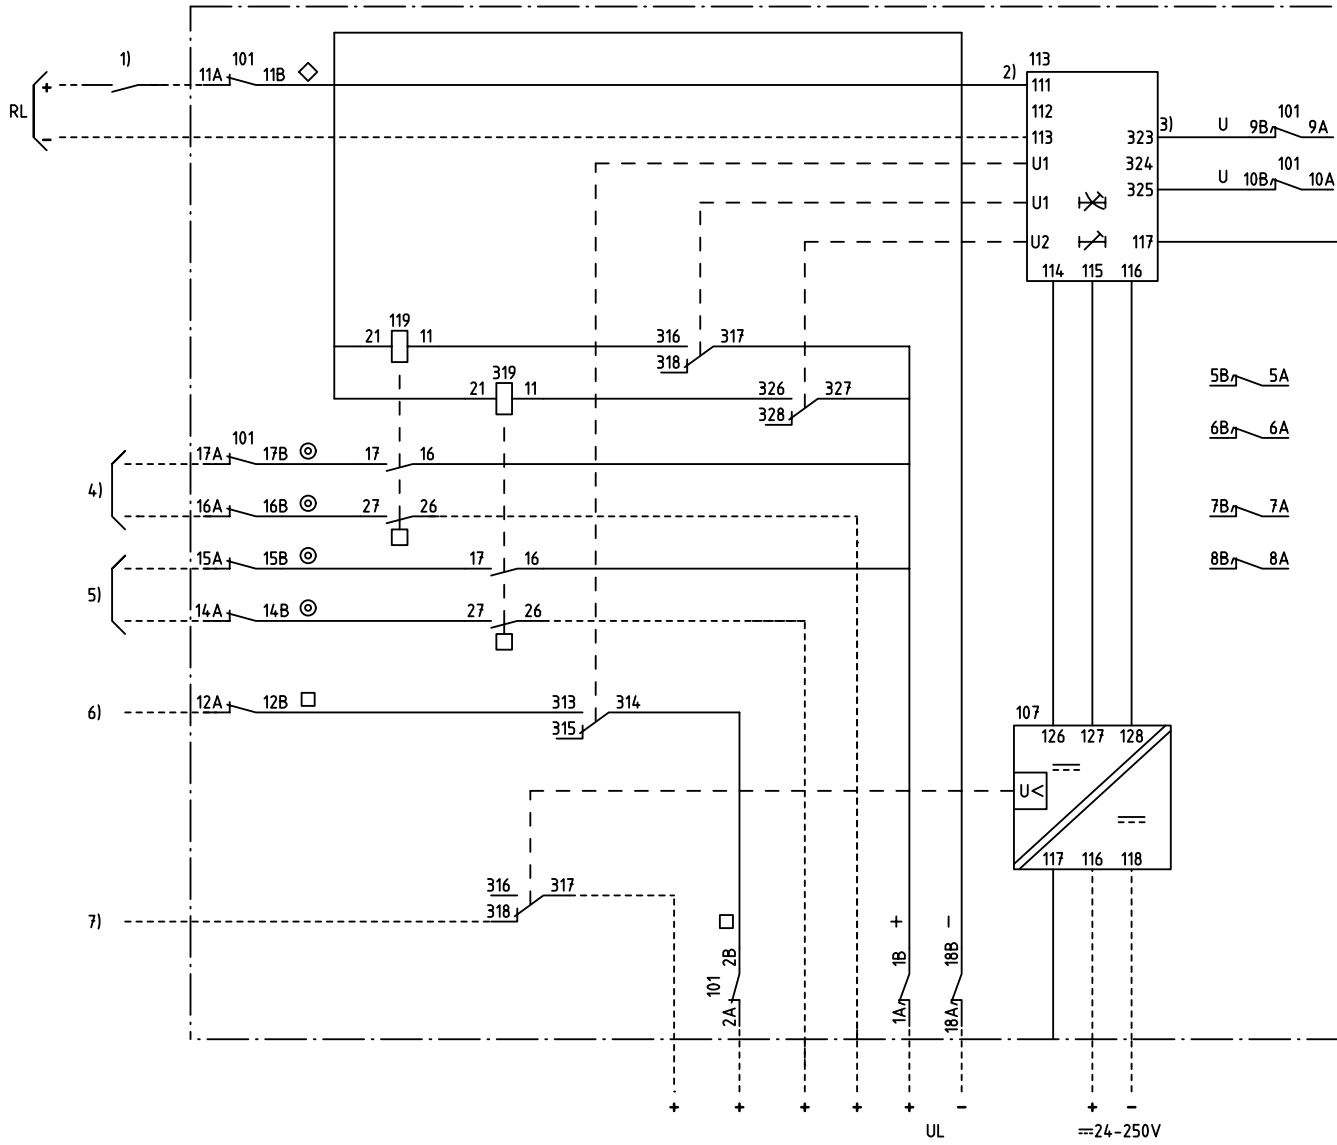 1) 101 113
11A 11B 2) 111
+ 112 3) U 101
RL 113 323 9B 9A
- U1 324 101
U1 325 U 10B 10A
U2 117
114 115 116
119
21 11 316 317
318
319 5B 5A
21 11 326 327
328
101 6B 6A
17A 17B 17 16
4)
16A 16B 27 26 7B 7A
15A 15B 17 16 8B 8A
5)
14A 14B 27 26
6) 12A 12B 313 314
315 107
126 127 128
U<
117 116 118
316 317
7) 318 + -
2B 1B 18B
101
2A 1A 18A
+ + + + + - + -
UL 24-250V